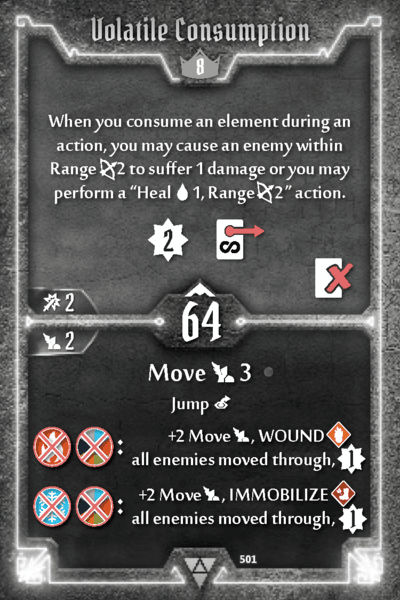 Volatile Consumption
8
When you consume an element during an
action, you may cause an enemy within
Range 2 to suffer 1 damage or you may
perform a “Heal 1, Range 2” action.
2
2
64
2
Move 3
Jump
: +2 Move, WOUND
all enemies moved through, 1
: +2 Move, IMMOBILIZE
all enemies moved through, 1
501